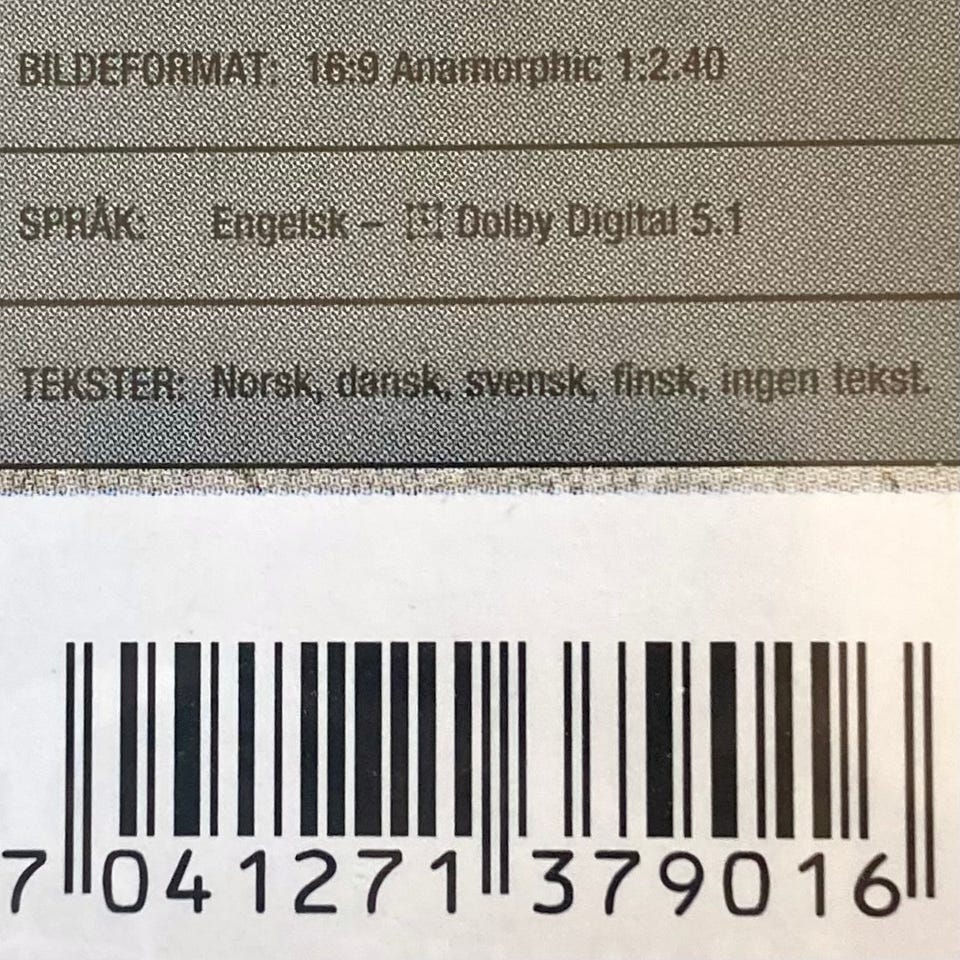 BILDEFORMAT: 16:9 Anamorphic 1:2.40
SPRÅK: Engelsk – Dolby Digital 5.1
TEKSTER: Norsk, dansk, svensk, finsk, ingen tekst.
7 041271 379016